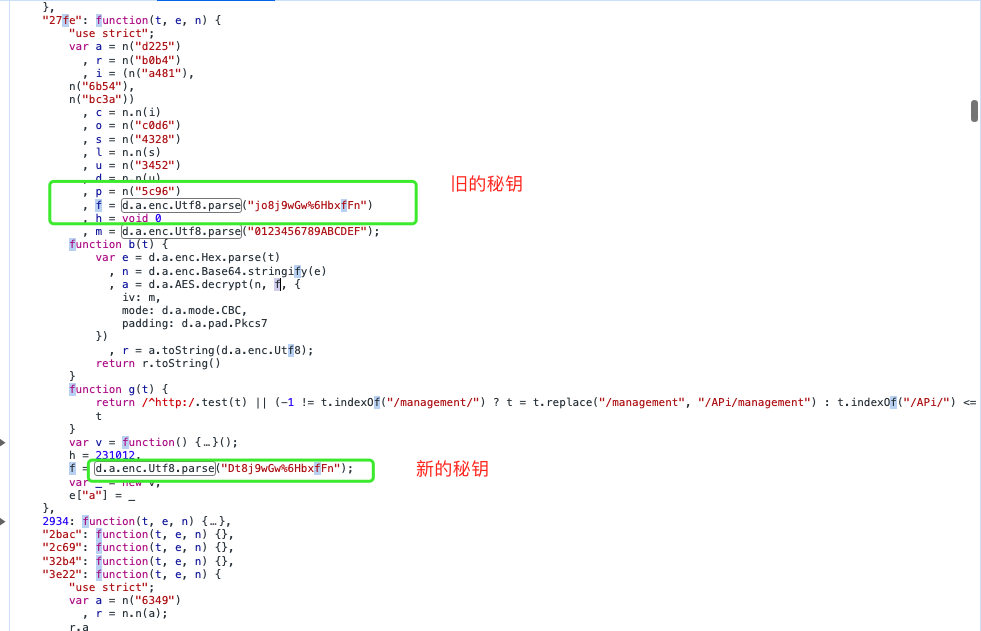 },
"27fe": function(t, e, n) {
"use strict";
var a = n("d225")
, r = n("b0b4")
, i = (n("a481"),
n("6b54"),
n("bc3a"))
, c = n.n(i)
, o = n("c0d6")
, s = n("4328")
, l = n.n(s)
, u = n("3452")
, d = n.n(u)
, p = n("5c96")
旧的秘钥
, f = d.a.enc.Utf8.parse("jo8j9wGw%6HbxfFn")
, h = void 0
, m = d.a.enc.Utf8.parse("0123456789ABCDEF");
function b(t) {
var e = d.a.enc.Hex.parse(t)
, n = d.a.enc.Base64.stringify(e)
, a = d.a.AES.decrypt(n, f, {
iv: m,
mode: d.a.mode.CBC,
padding: d.a.pad.Pkcs7
})
, r = a.toString(d.a.enc.Utf8);
return r.toString()
}
function g(t) {
return /^http:/.test(t) || (-1 != t.indexOf("/management/") ? t = t.replace("/management", "/APi/management") : t.indexOf("/APi/") <=
t
}
var v = function() {…}();
h = 231012,
f = d.a.enc.Utf8.parse("Dt8j9wGw%6HbxfFn");
新的秘钥
var _ = new v;
e["a"] = _
},
2934: function(t, e, n) {…},
"2bac": function(t, e, n) {},
"2c69": function(t, e, n) {},
"32b4": function(t, e, n) {},
"3e22": function(t, e, n) {
"use strict";
var a = n("6349")
, r = n.n(a);
r.a